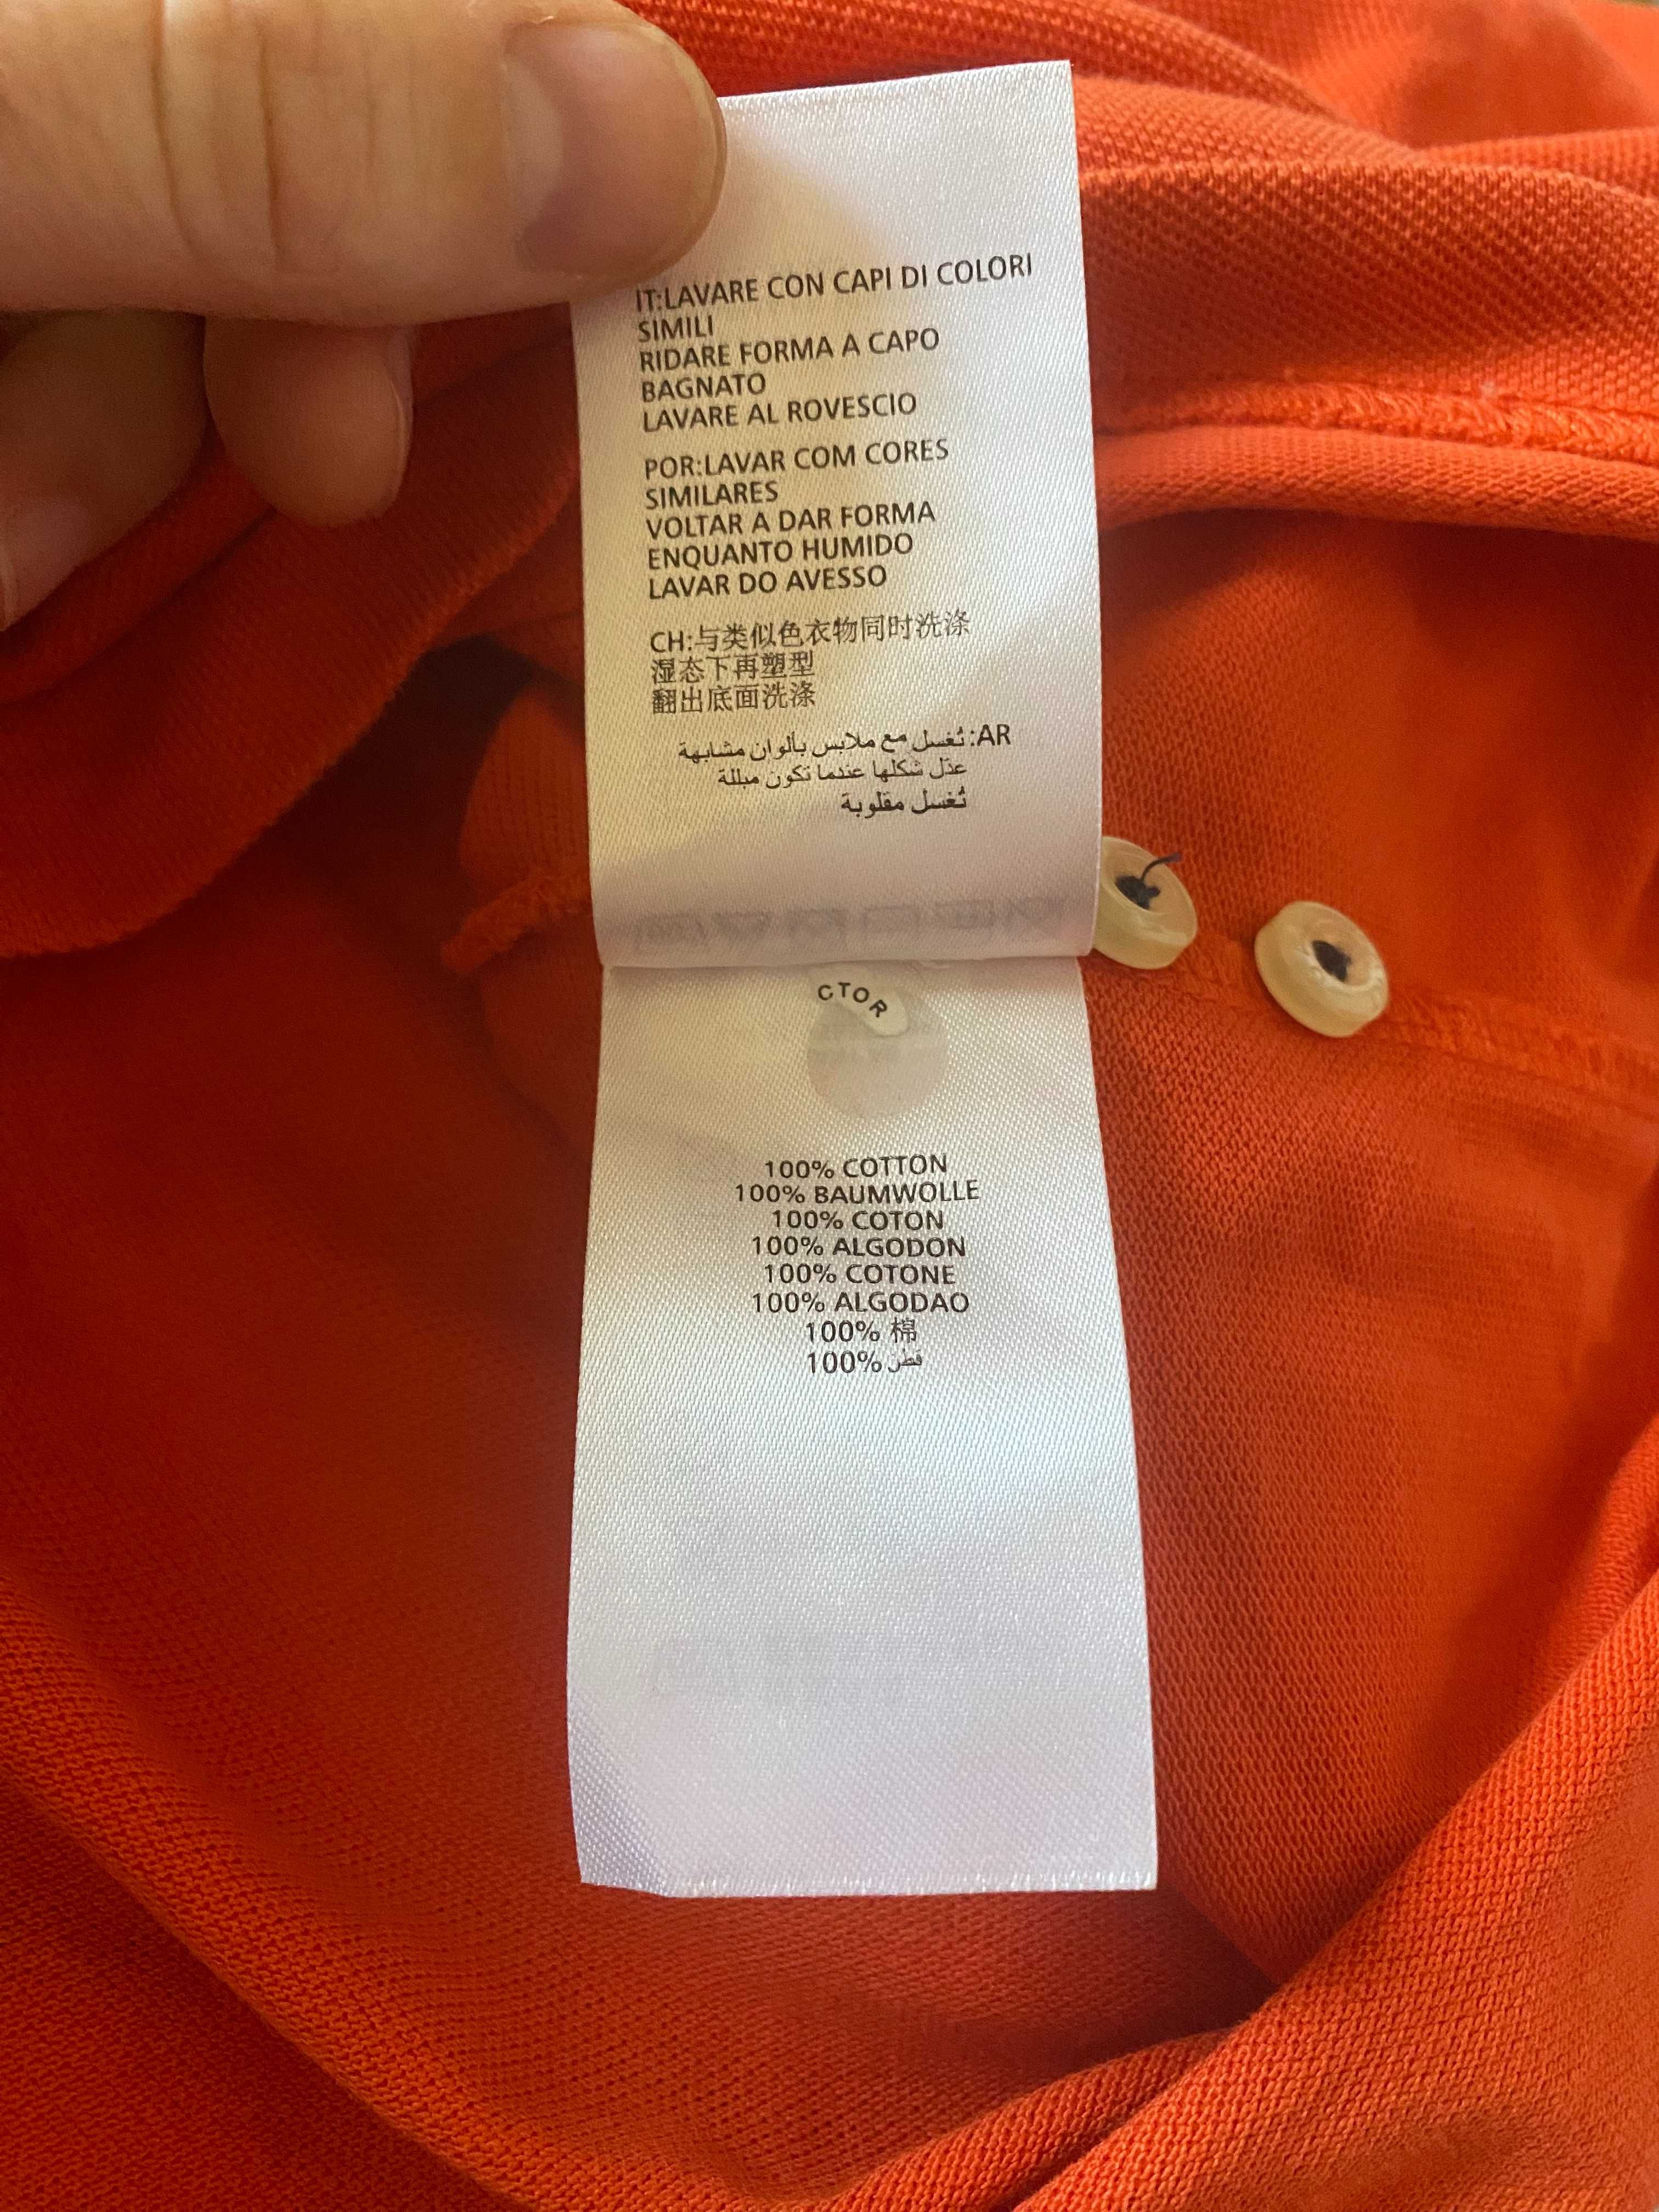 IT:LAVARE CON CAPI DI COLORI
SIMILI
RIDARE FORMA A CAPO
BAGNATO
LAVARE AL ROVESCIO
POR:LAVAR COM CORES
SIMILARES
VOLTAR A DAR FORMA
ENQUANTO HUMIDO
LAVAR DO AVESSO
CH:与类似色衣物同时洗涤
湿态下再塑型
翻出底面洗涤
AR: تُغسل مع ملابس بألوان مشابهة
عدّل شكلها عندما تكون مبللة
تُغسل مقلوبة
CTOR
100% COTTON
100% BAUMWOLLE
100% COTON
100% ALGODON
100% COTONE
100% ALGODAO
100% 棉
100% قطن